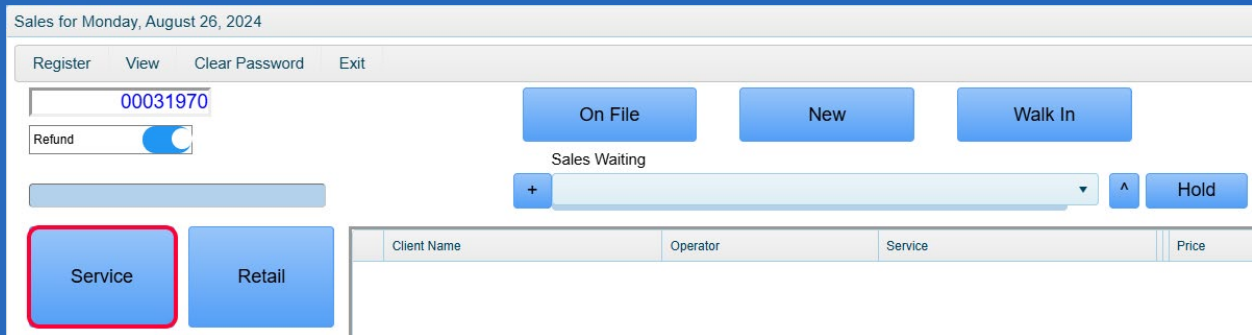 Sales for Monday, August 26, 2024
Register View Clear Password Exit
00031970
On File New Walk In
Refund
Sales Waiting
+ ^ Hold
Service Retail
Client Name Operator Service Price